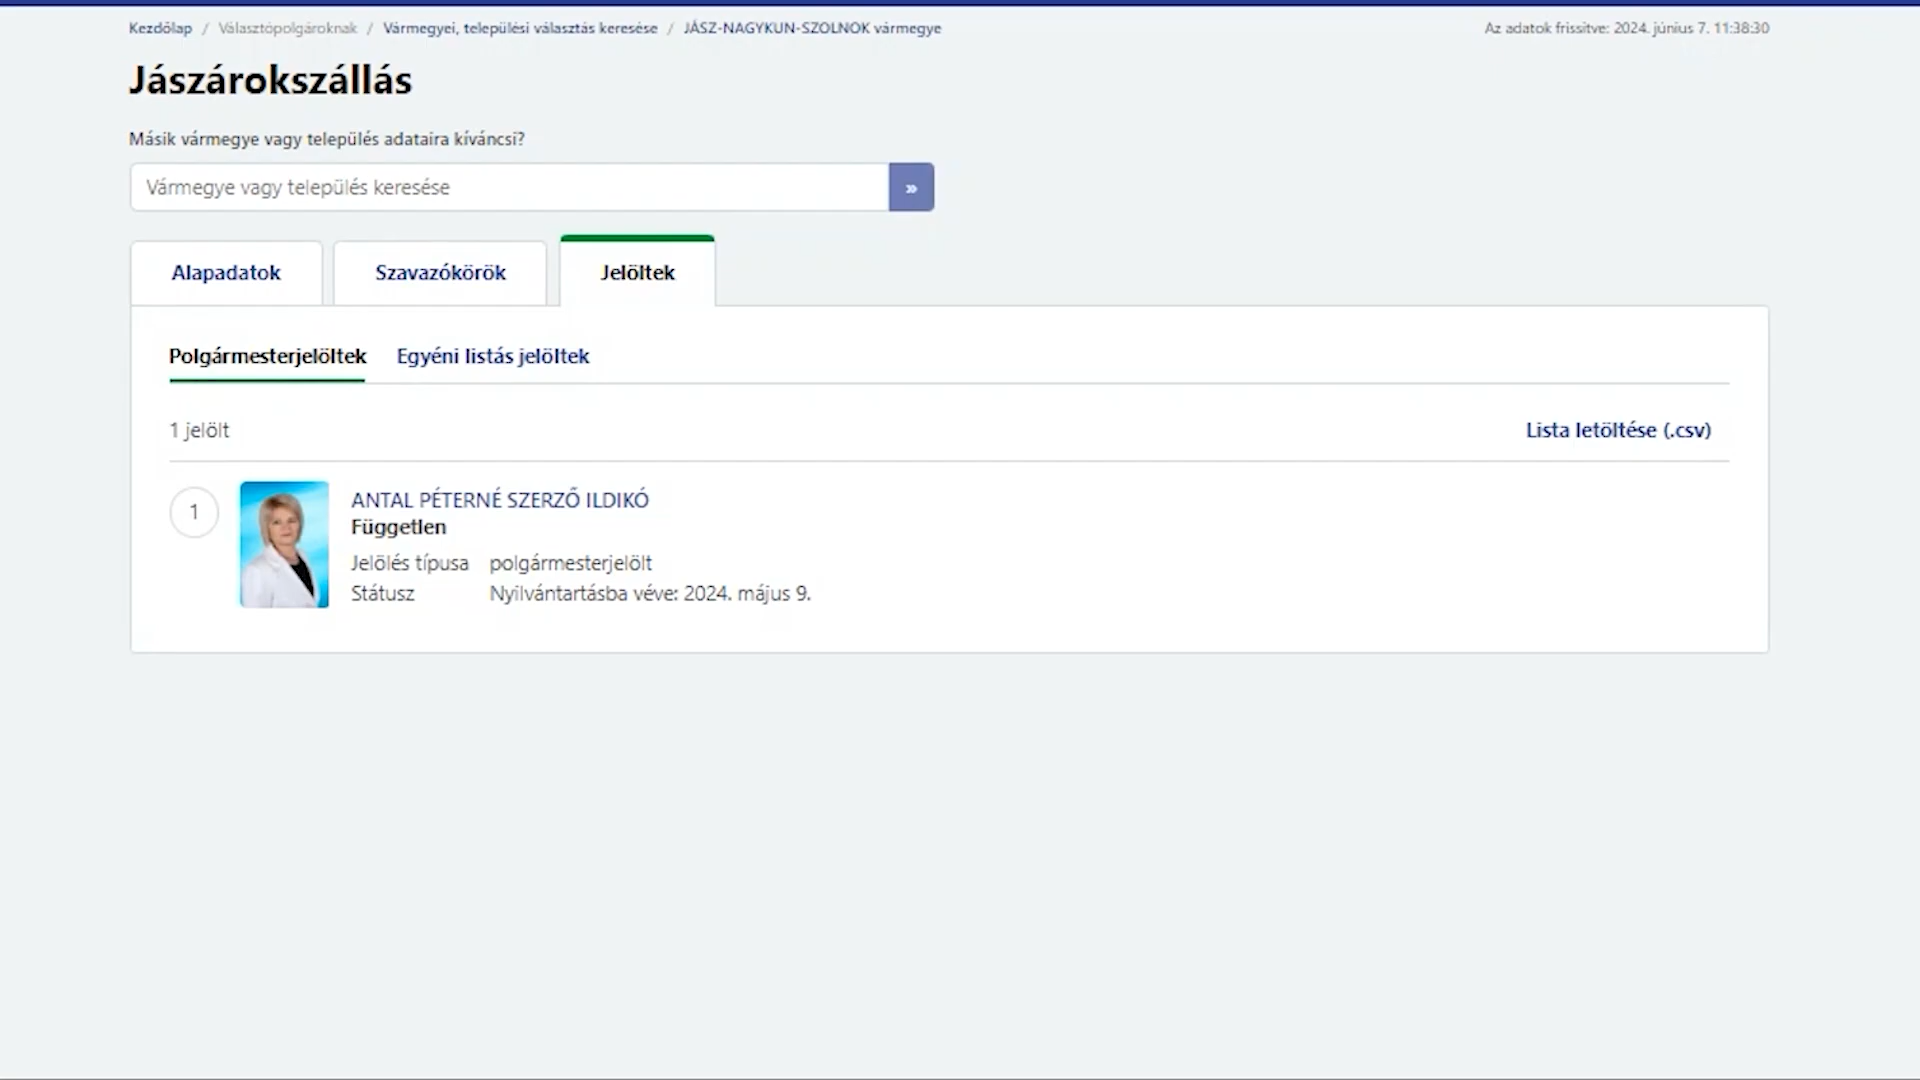 Kezdőlap / Választópolgároknak / Vármegyei, települési választás keresése / JÁSZ-NAGYKUN-SZOLNOK vármegye
Az adatok frissítve: 2024. június 7. 11:38:30
Jászárokszállás
Másik vármegye vagy település adataira kíváncsi?
Vármegye vagy település keresése »
Alapadatok Szavazókörök Jelöltek
Polgármesterjelöltek Egyéni listás jelöltek
1 jelölt Lista letöltése (.csv)
1 ANTAL PÉTERNÉ SZERZŐ ILDIKÓ
Független
Jelölés típusa polgármesterjelölt
Státusz Nyilvántartásba véve: 2024. május 9.